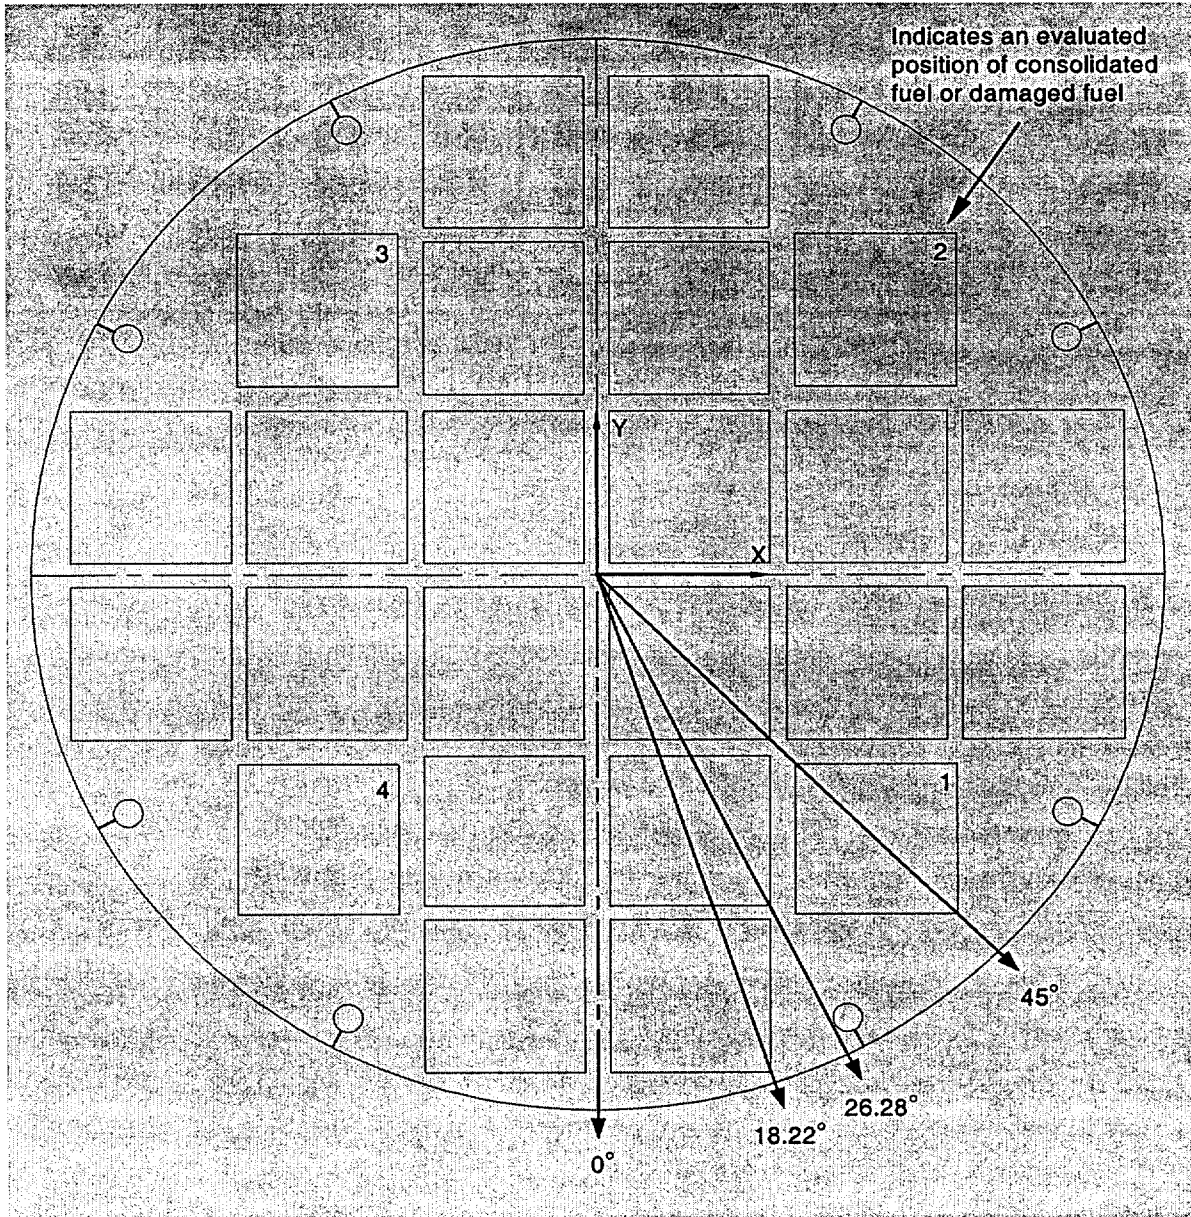 Indicates an evaluated
position of consolidated
fuel or damaged fuel
3
2
Y
X
4
1
45°
26.28°
18.22°
0°